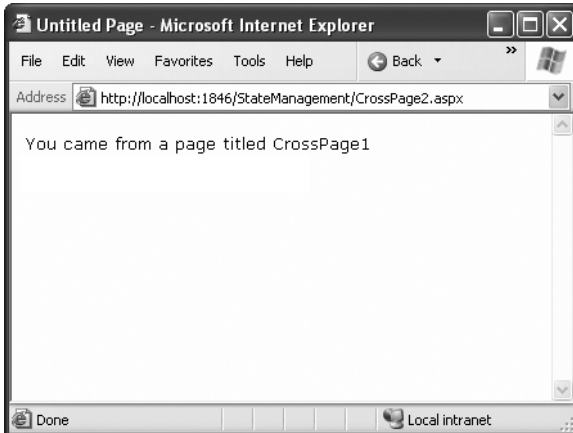 Untitled Page - Microsoft Internet Explorer
File Edit View Favorites Tools Help Back »
Address http://localhost:1846/StateManagement/CrossPage2.aspx
You came from a page titled CrossPage1
Done Local intranet